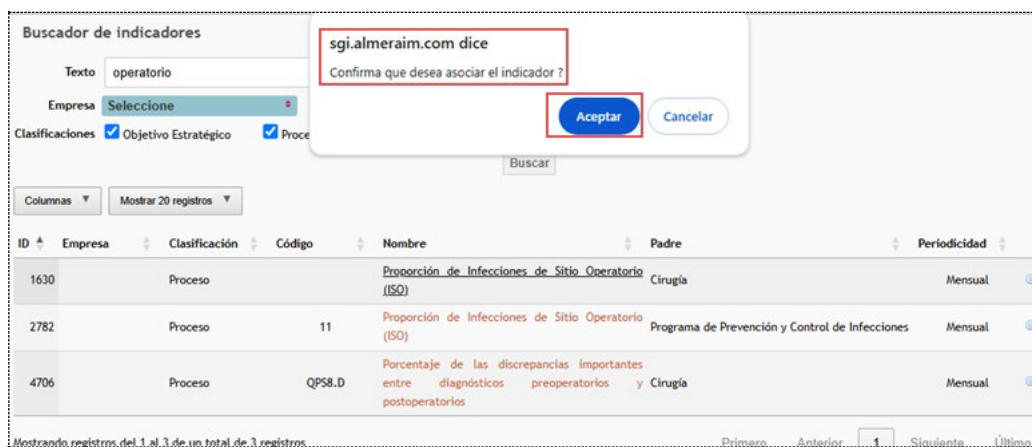 Buscador de indicadores
sgi.almeraim.com dice
Texto operatorio
Confirma que desea asociar el indicador ?
Empresa Seleccione
Aceptar Cancelar
Clasificaciones Objetivo Estratégico
Buscar
Columnas Mostrar 20 registros
ID Empresa Clasificación Código Nombre Padre Periodicidad
1630 Proceso Proporción de Infecciones de Sitio Operatorio Cirugía Mensual
(ISO)
2782 Proceso 11 Proporción de Infecciones de Sitio Operatorio Programa de Prevención y Control de Infecciones Mensual
(ISO)
Porcentaje de las discrepancias importantes
4706 Proceso QPS8.D entre diagnósticos preoperatorios y Cirugía Mensual
postoperatorios
Mostrando registros del 1 al 3 de un total de 3 registros Primero Anterior 1 Siguiente Último